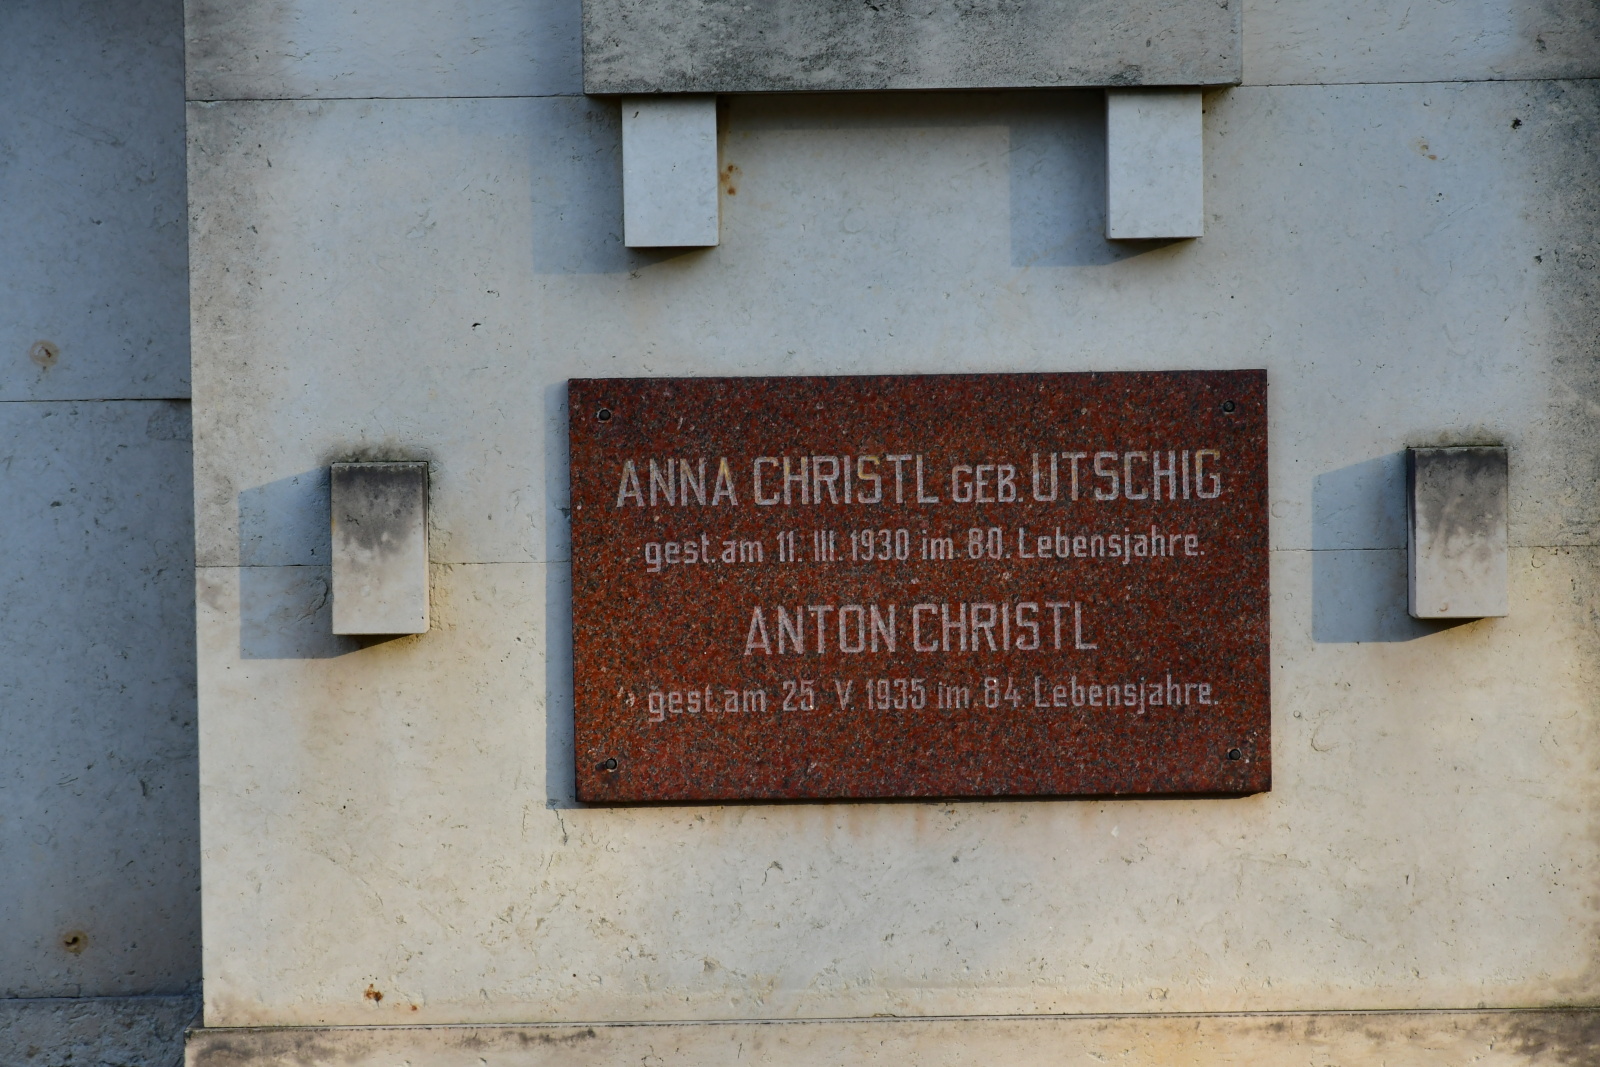 ANNA CHRISTL GEB. UTSCHIG
gest. am 11. III. 1930 im 80. Lebensjahre.
ANTON CHRISTL
gest. am 25 V. 1935 im 84 Lebensjahre.